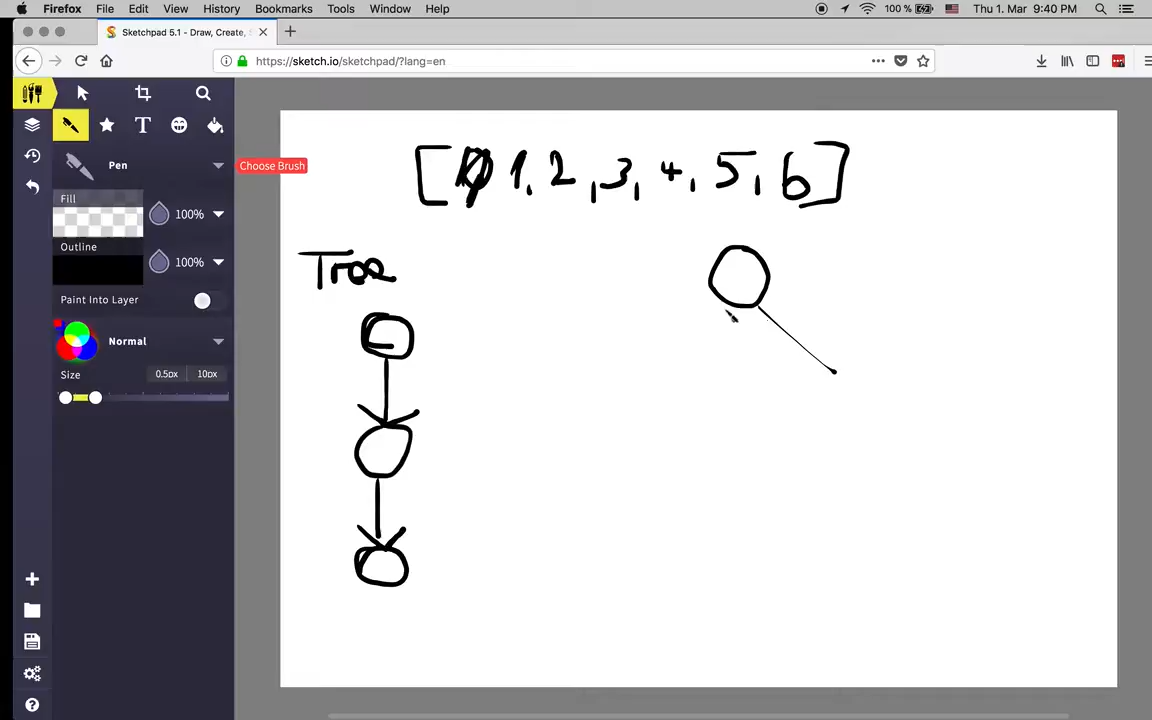 Firefox File Edit View History Bookmarks Tools Window Help 100 % Thu 1. Mar 9:40 PM
Sketchpad 5.1 - Draw, Create,
https://sketch.io/sketchpad/?lang=en
T
Pen
Choose Brush
Fill
100%
Outline
100%
Paint Into Layer
Normal
Size 0.5px 10px
[ 1, 2, 3, 4, 5, 6 ]
Tree